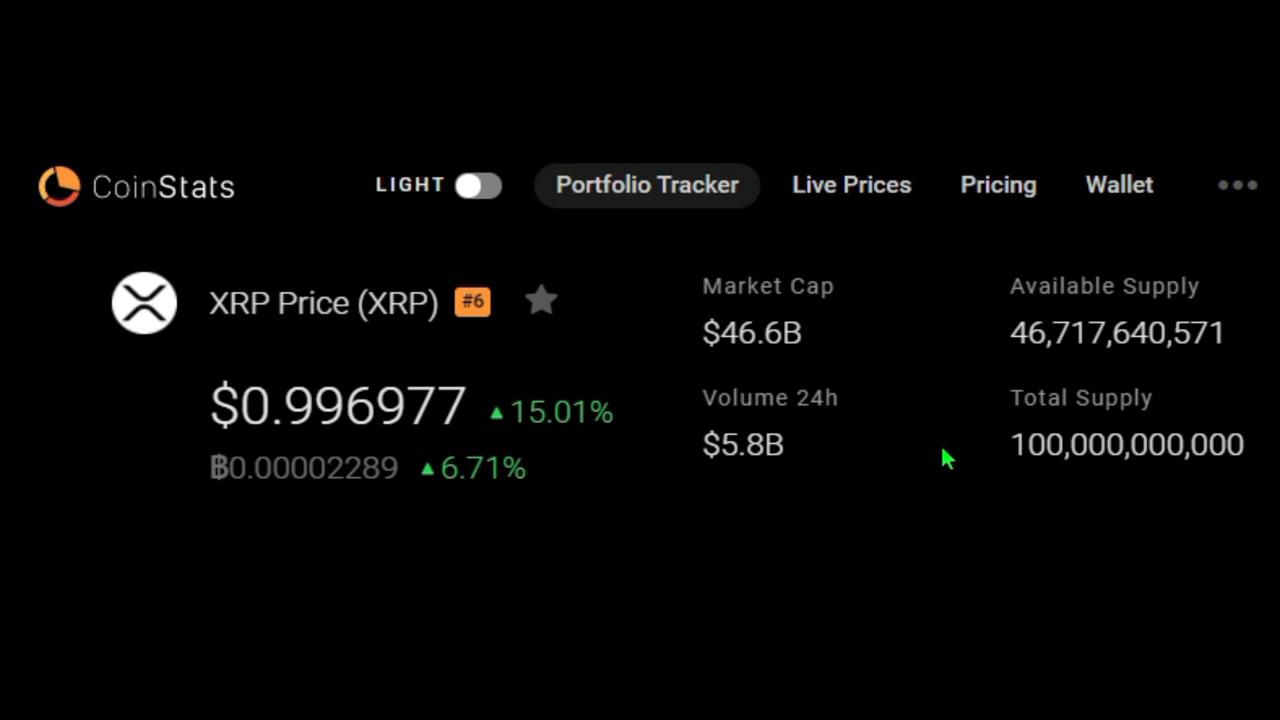 CoinStats LIGHT Portfolio Tracker Live Prices Pricing Wallet
XRP Price (XRP) #6
$0.996977 ▲15.01%
฿0.00002289 ▲6.71%
Market Cap
$46.6B
Volume 24h
$5.8B
Available Supply
46,717,640,571
Total Supply
100,000,000,000